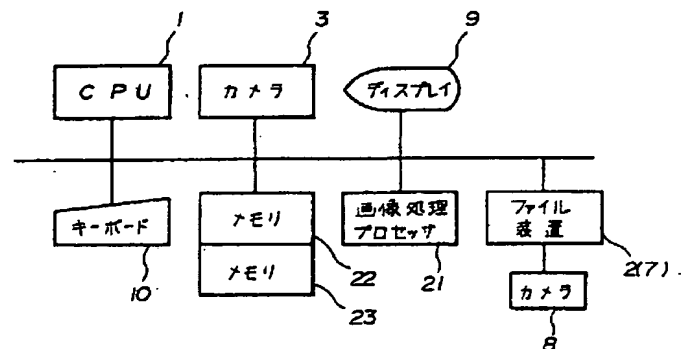 1
3
9
CPU
カメラ
ディスプレイ
キーボード
メモリ
メモリ
画像処理
プロセッサ
ファイル
装置
10
22
23
21
2(7)
カメラ
8